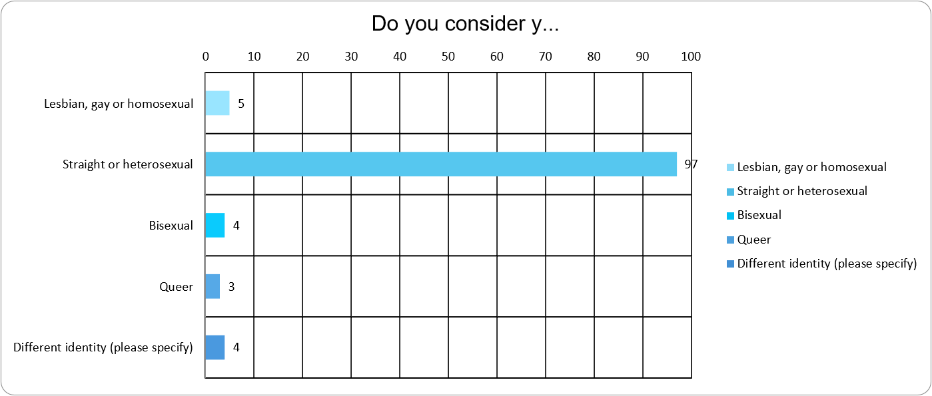 Do you consider y...
0 10 20 30 40 50 60 70 80 90 100
Lesbian, gay or homosexual 5
Straight or heterosexual 97
Bisexual 4
Queer 3
Different identity (please specify) 4
Lesbian, gay or homosexual
Straight or heterosexual
Bisexual
Queer
Different identity (please specify)